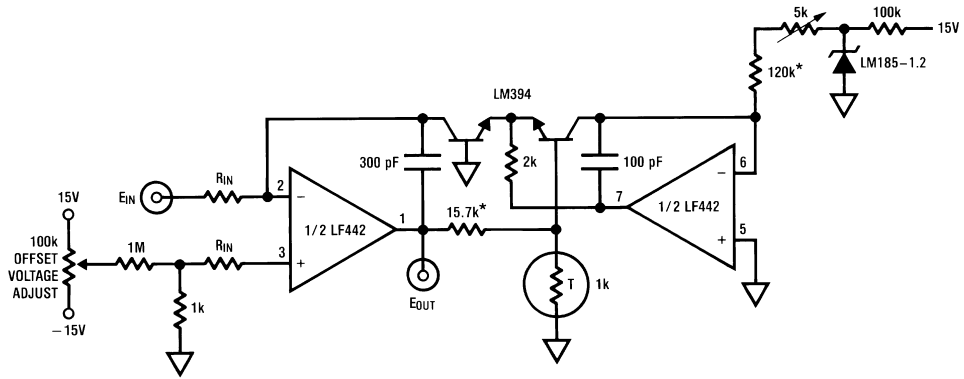 5k
100k
15V
120k*
LM185–1.2
LM394
300 pF
2k
100 pF
6
7
1/2 LF442
5
RIN
2
EIN
1/2 LF442
1
15.7k*
15V
100k
OFFSET
VOLTAGE
ADJUST
1M
RIN
3
–
+
–
+
EOUT
T
1k
1k
–15V